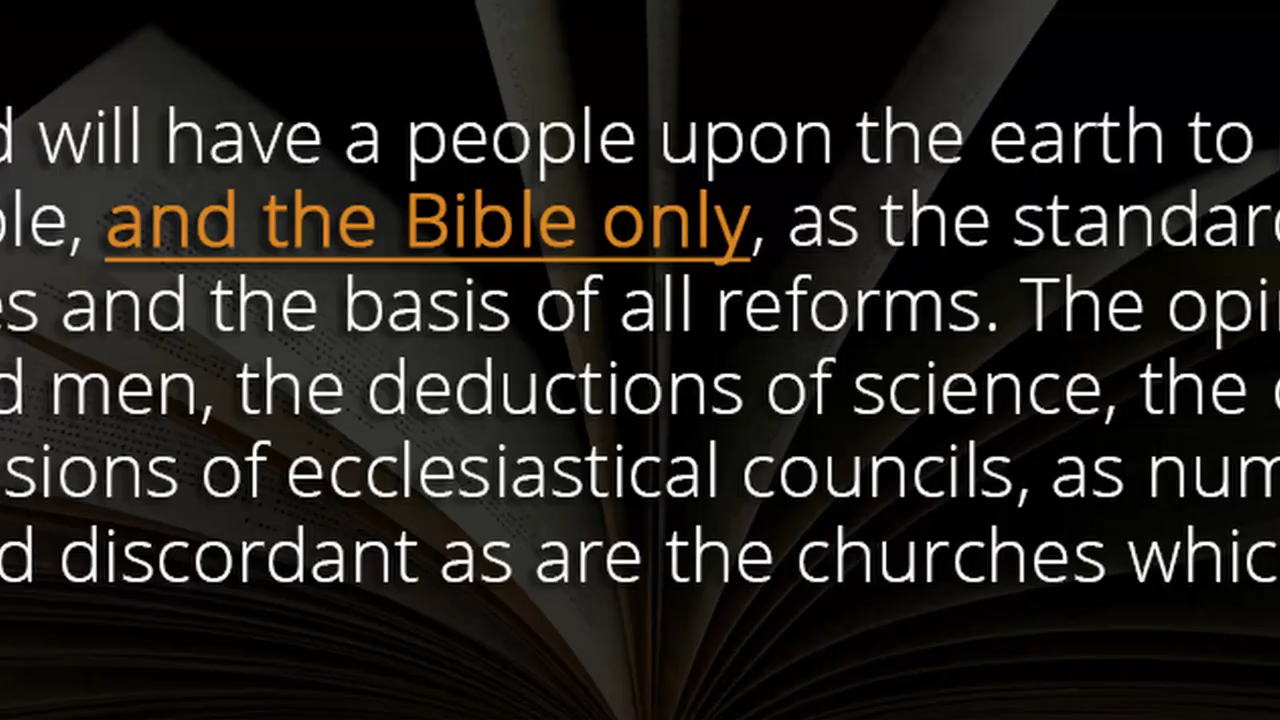 d will have a people upon the earth to
ble, and the Bible only, as the standard
es and the basis of all reforms. The opi
d men, the deductions of science, the
sions of ecclesiastical councils, as num
d discordant as are the churches whic